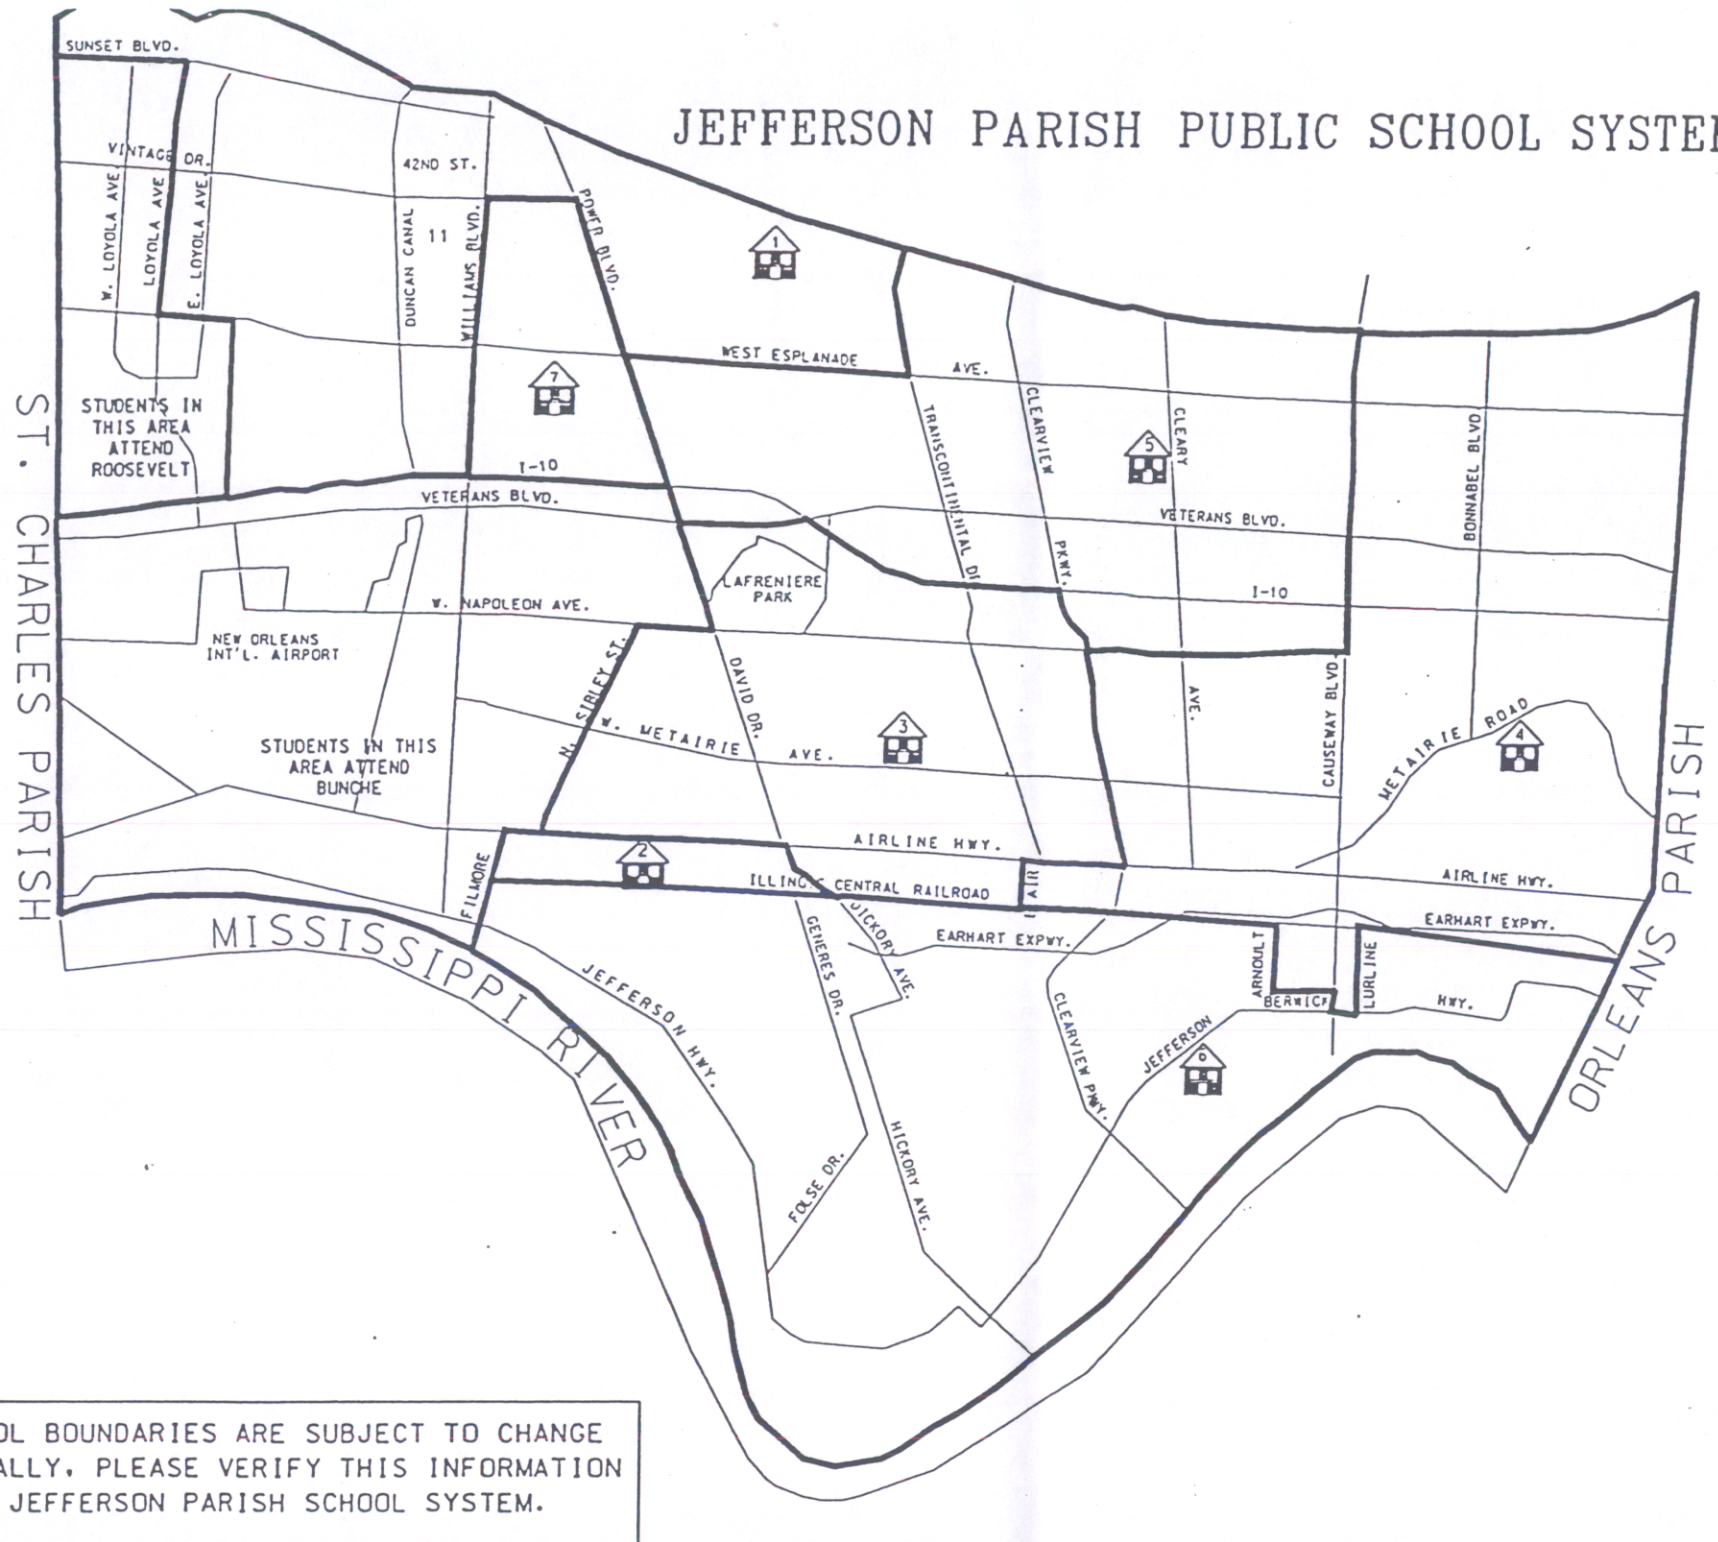 SUNSET BLVD.
JEFFERSON PARISH PUBLIC SCHOOL SYSTEM
VINTAGE DR.
42ND ST.
W. LOYOLA AVE
LOYOLA AVE
E. LOYOLA AVE.
DUNCAN CANAL
11
WILLIAMS BLVD.
POWER BLVD.
1
WEST ESPLANADE
AVE.
7
STUDENTS IN
THIS AREA
ATTEND
ROOSEVELT
I-10
VETERANS BLVD.
TRANSCONTINENTAL
CLEARVIEW
PKWY.
CLEARY
AVE.
5
BONNABEL BLVD
VETERANS BLVD.
I-10
LAFRENIERE
PARK
W. NAPOLEON AVE.
NEW ORLEANS
INT'L. AIRPORT
ST. CHARLES PARISH
N. SIBLEY ST.
DAVID DR.
W. METAIRIE AVE.
3
CAUSEWAY BLVD.
METAIRIE ROAD
4
STUDENTS IN THIS
AREA ATTEND
BUNCHE
AIRLINE HWY.
2
FILMORE
CENTRAL RAILROAD
AIRLINE HWY.
EARHART EXPWY.
EARHART EXPWY.
ORLEANS PARISH
MISSISSIPPI RIVER
JEFFERSON HWY.
GENERES DR.
HICKORY AVE.
CLEARVIEW PKWY.
ARNOULT
BERWICK
LURLINE
JEFFERSON
HWY.
FOLSE DR.
HICKORY AVE.
OL BOUNDARIES ARE SUBJECT TO CHANGE
ALLY. PLEASE VERIFY THIS INFORMATION
JEFFERSON PARISH SCHOOL SYSTEM.